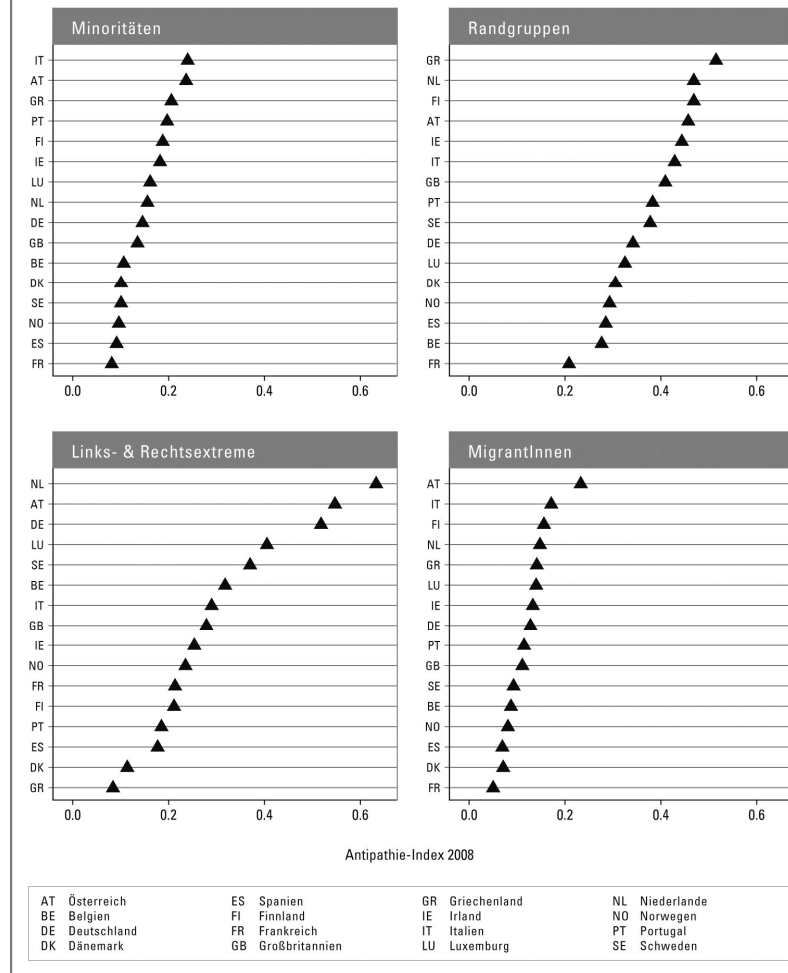 Minoritäten
IT
AT
GR
PT
FI
IE
LU
NL
DE
GB
BE
DK
SE
NO
ES
FR
0.0 0.2 0.4 0.6
Randgruppen
GR
NL
FI
AT
IE
IT
GB
PT
SE
DE
LU
DK
NO
ES
BE
FR
0.0 0.2 0.4 0.6
Links- & Rechtsextreme
NL
AT
DE
LU
SE
BE
IT
GB
IE
NO
FR
FI
PT
ES
DK
GR
0.0 0.2 0.4 0.6
MigrantInnen
AT
IT
FI
NL
GR
LU
IE
DE
PT
GB
SE
BE
NO
ES
DK
FR
0.0 0.2 0.4 0.6
Antipathie-Index 2008
AT Österreich ES Spanien GR Griechenland NL Niederlande
BE Belgien FI Finnland IE Irland NO Norwegen
DE Deutschland FR Frankreich IT Italien PT Portugal
DK Dänemark GB Großbritannien LU Luxemburg SE Schweden